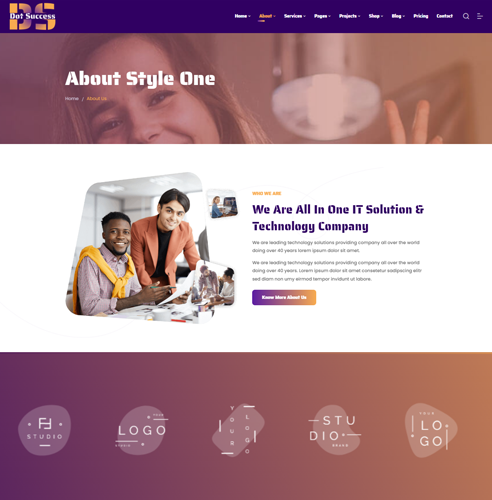 DS
Dot Success
Home About Services Pages Projects Shop Blog Pricing Contact
About Style One
Home / About Us
WHO WE ARE
We Are All In One IT Solution &
Technology Company
We are leading technology solutions providing company all over the world
doing over 40 years lorem ipsum dolor sit amet.
We are leading technology solutions providing company all over the world
doing over 40 years. Lorem ipsum dolor sit amet consetetur sadipscing elitr
sed diam non umy eirmod tempor invidunt ut labore.
Know More About Us
STUDIO
LOGO
STUDIO
YOUR
LOGO
STU
DIO
BRAND
YOUR
LO
GO